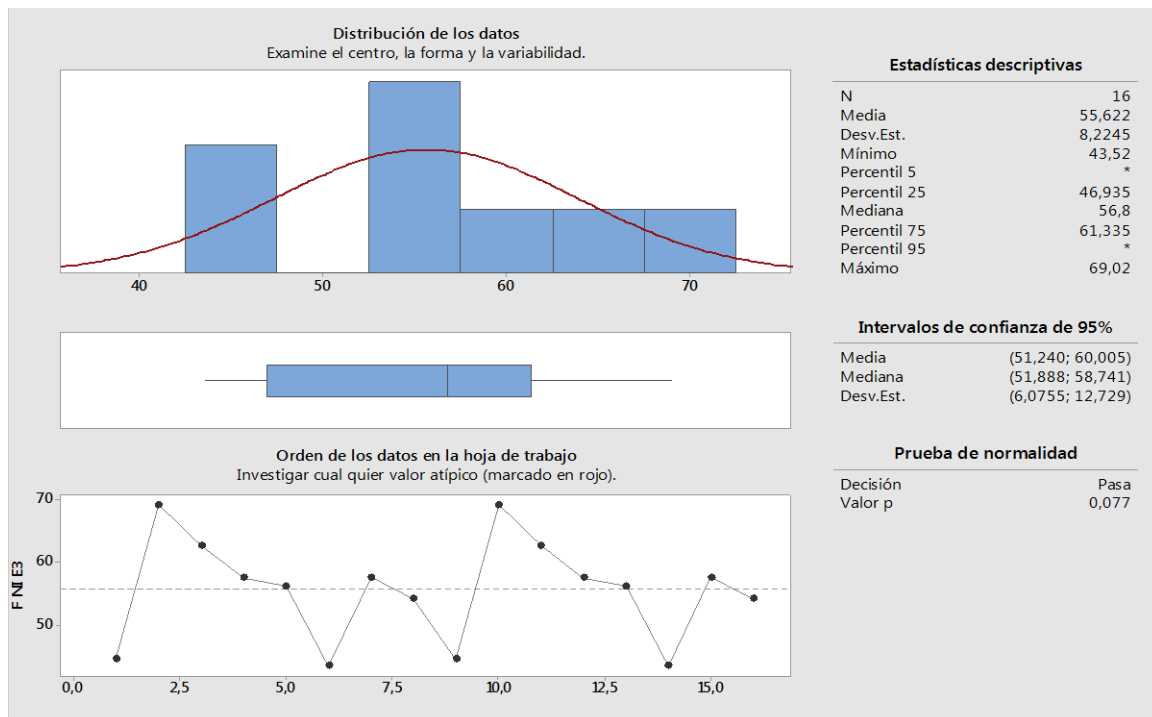 Distribución de los datos
Examine el centro, la forma y la variabilidad.
40 50 60 70
Orden de los datos en la hoja de trabajo
Investigar cual quier valor atípico (marcado en rojo).
70
60
50
F NI E3
0,0 2,5 5,0 7,5 10,0 12,5 15,0
Estadísticas descriptivas
N 16
Media 55,622
Desv.Est. 8,2245
Mínimo 43,52
Percentil 5 *
Percentil 25 46,935
Mediana 56,8
Percentil 75 61,335
Percentil 95 *
Máximo 69,02
Intervalos de confianza de 95%
Media (51,240; 60,005)
Mediana (51,888; 58,741)
Desv.Est. (6,0755; 12,729)
Prueba de normalidad
Decisión Pasa
Valor p 0,077